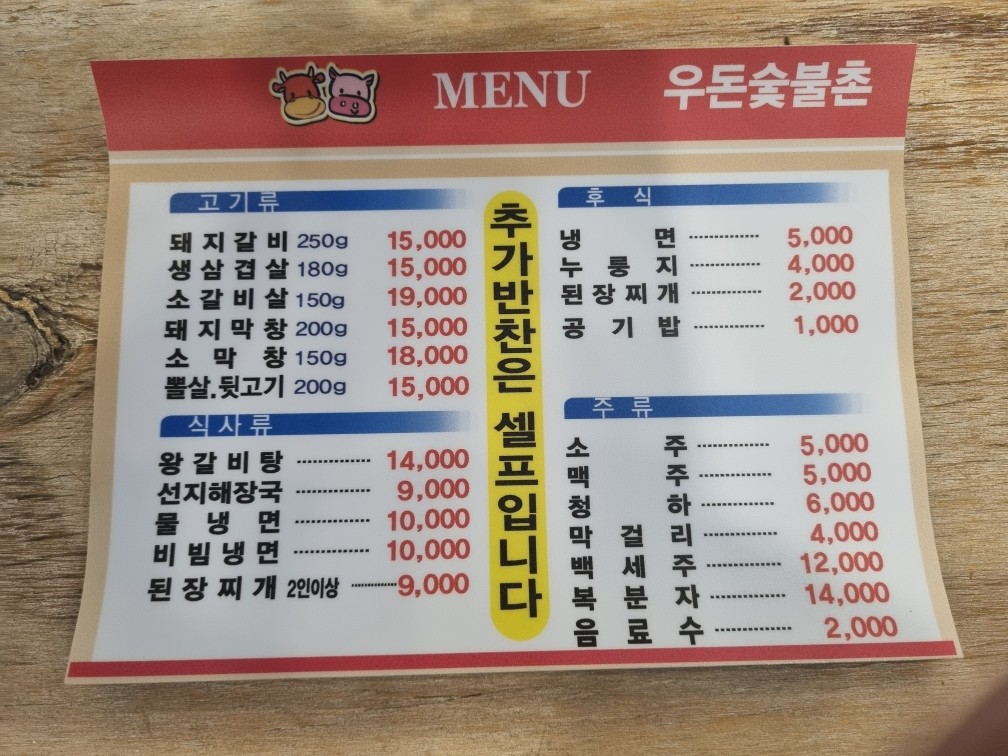 MENU 우돈숯불촌
고기류
돼지갈비 250g 15,000
생삼겹살 180g 15,000
소갈비살 150g 19,000
돼지막창 200g 15,000
소막창 150g 18,000
뽈살.뒷고기 200g 15,000
식사류
왕갈비탕 14,000
선지해장국 9,000
물냉면 10,000
비빔냉면 10,000
된장찌개 2인이상 9,000
추가반찬은 셀프입니다
후식
냉면 5,000
누룽지 4,000
된장찌개 2,000
공기밥 1,000
주류
소주 5,000
맥주 5,000
청하 6,000
막걸리 4,000
백세주 12,000
복분자 14,000
음료수 2,000